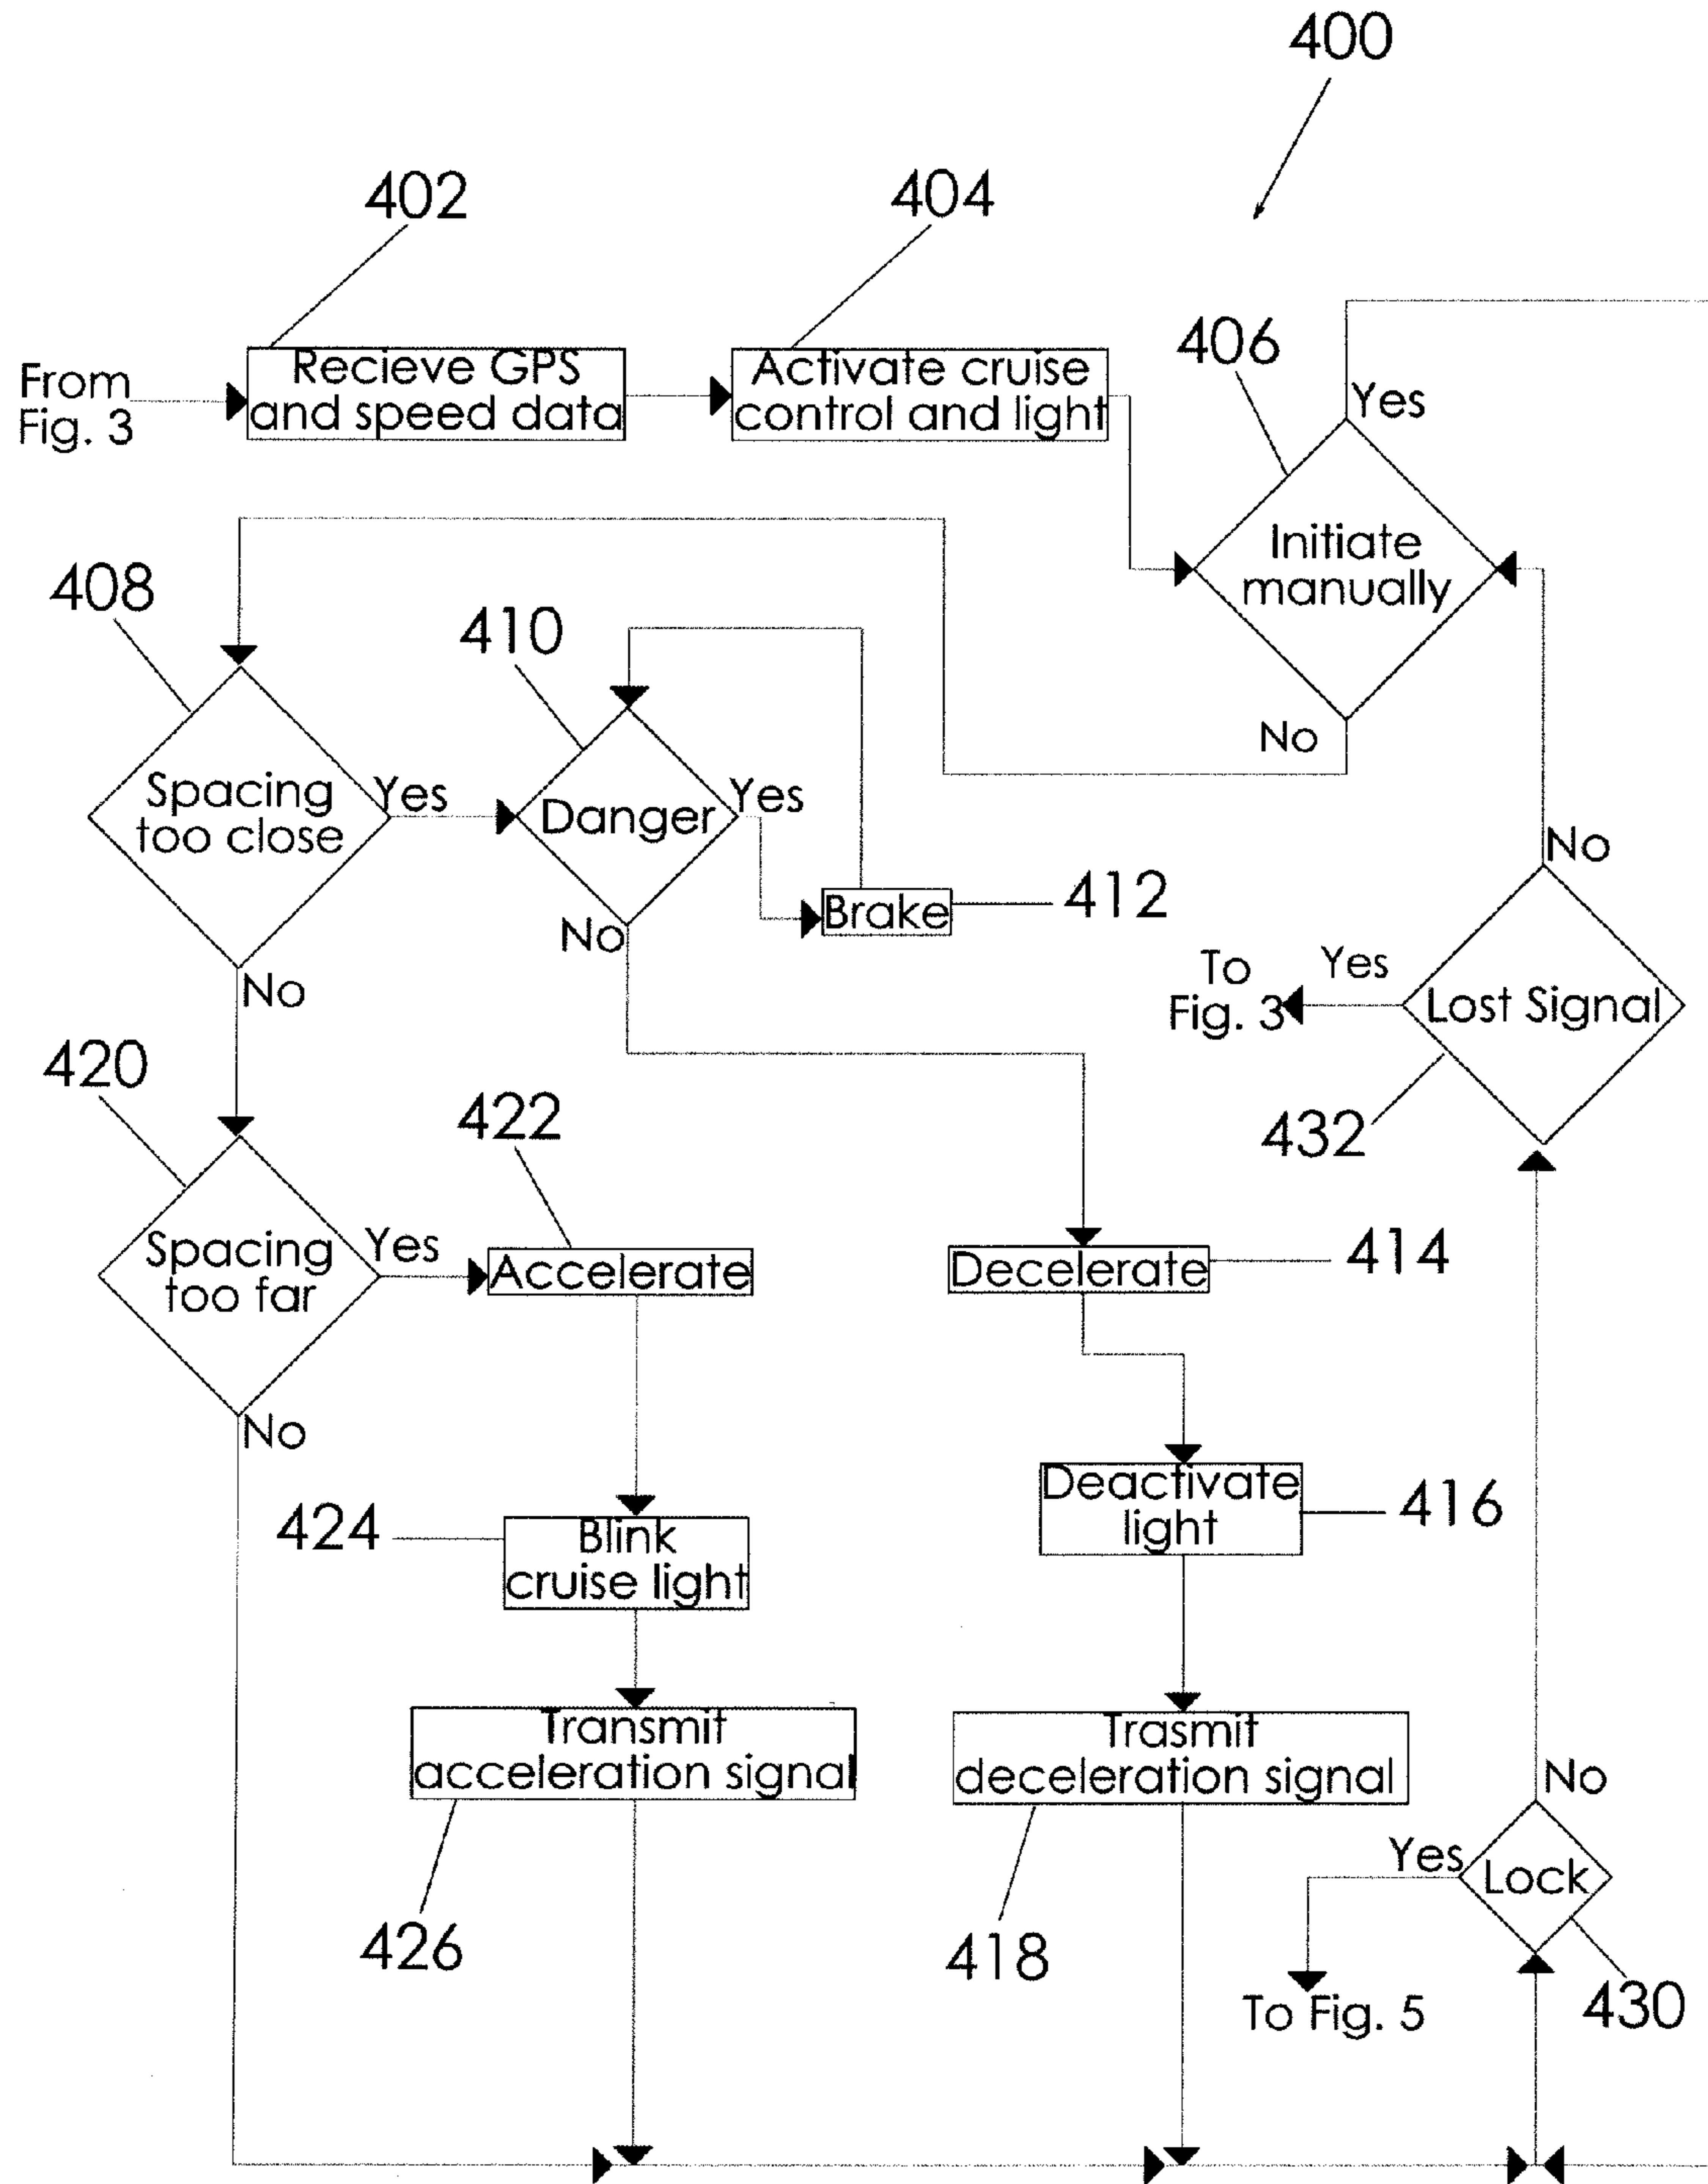 400
402
404
From
Fig. 3
Recieve GPS
and speed data
Activate cruise
control and light
406
Yes
Initiate
manually
No
408
410
Spacing
too close
Yes
Danger
Yes
Brake
412
No
No
No
To
Fig. 3
Yes
Lost Signal
432
420
422
Spacing
too far
Yes
Accelerate
Decelerate
414
No
424
Blink
cruise light
Deactivate
light
416
Transmit
acceleration signal
Trasmit
deceleration signal
426
418
No
Yes
Lock
To Fig. 5
430